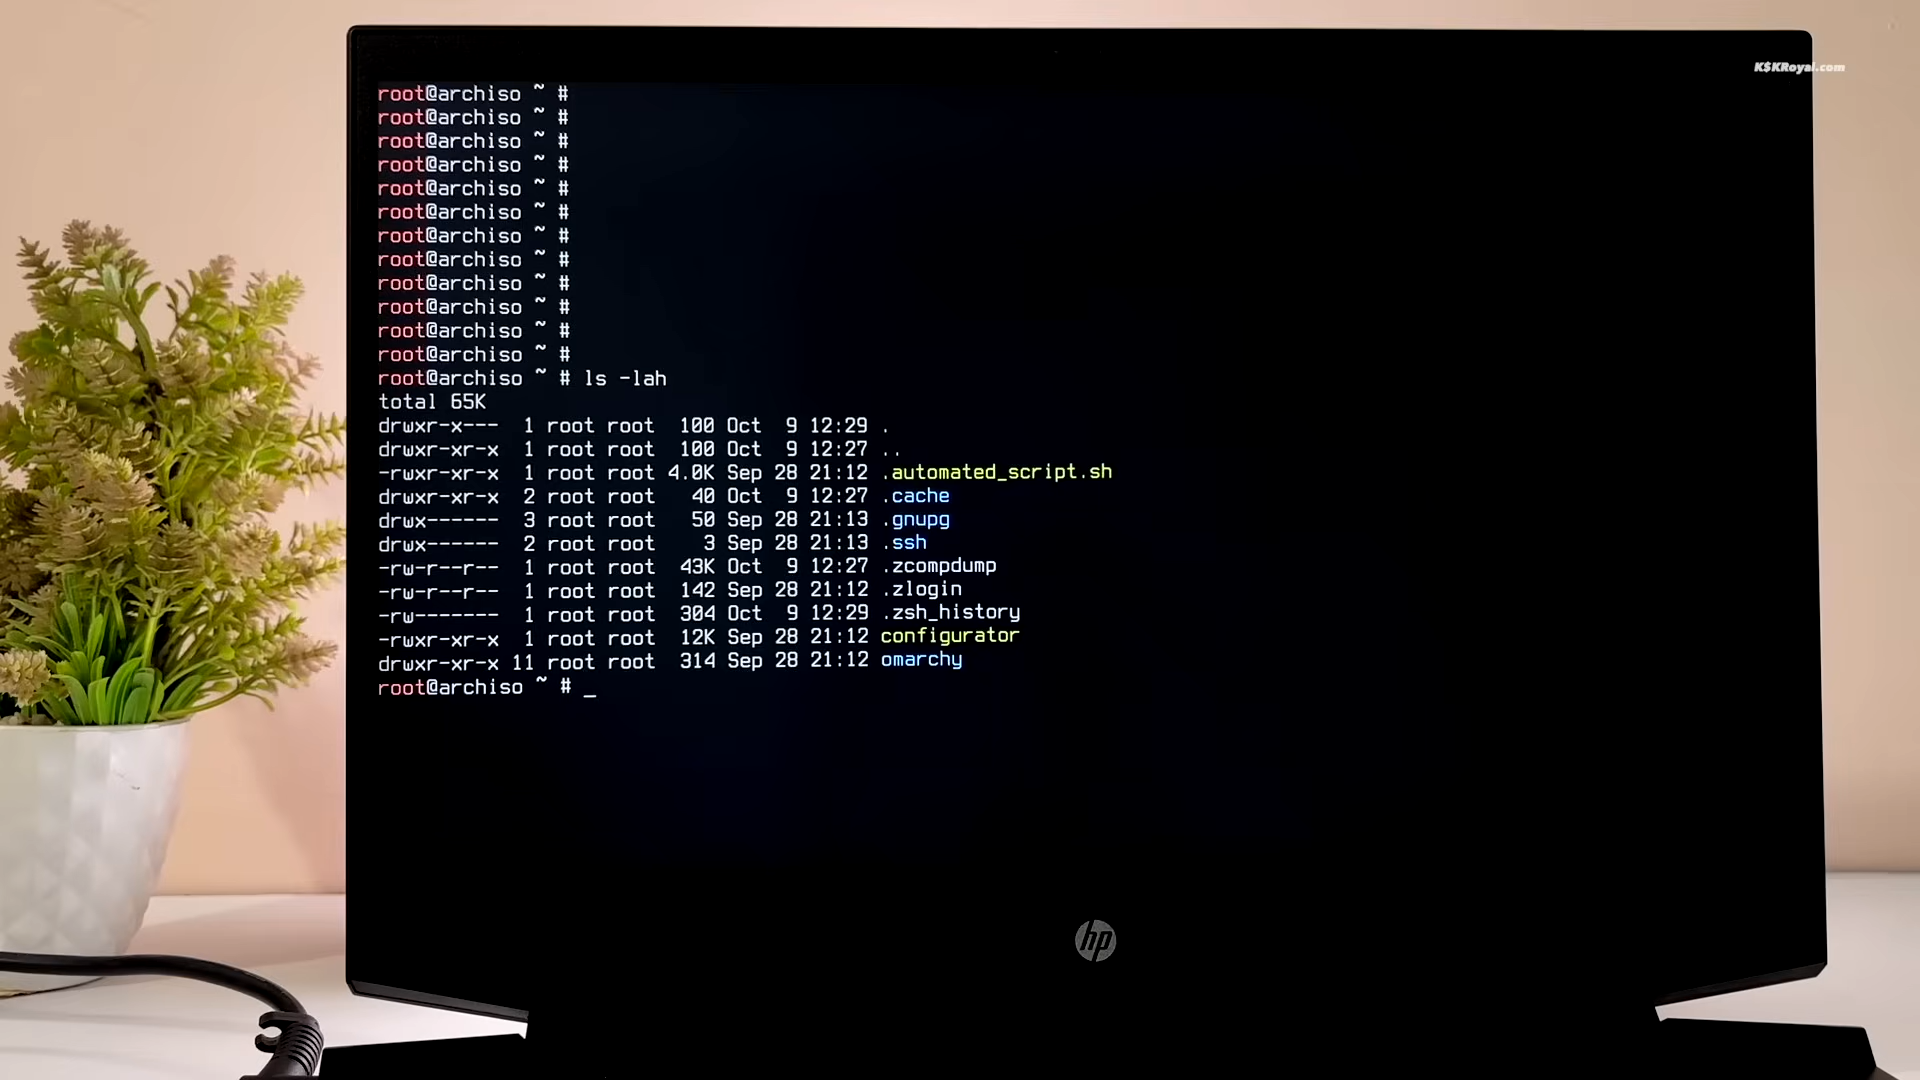 K$KRoyal.com
root@archiso ~ #
root@archiso ~ #
root@archiso ~ #
root@archiso ~ #
root@archiso ~ #
root@archiso ~ #
root@archiso ~ #
root@archiso ~ #
root@archiso ~ #
root@archiso ~ #
root@archiso ~ #
root@archiso ~ #
root@archiso ~ # ls -lah
total 65K
drwxr-x---  1 root root  100 Oct  9 12:29 .
drwxr-xr-x  1 root root  100 Oct  9 12:27 ..
-rwxr-xr-x  1 root root 4.0K Sep 28 21:12 .automated_script.sh
drwxr-xr-x  2 root root   40 Oct  9 12:27 .cache
drwx------  3 root root   50 Sep 28 21:13 .gnupg
drwx------  2 root root    3 Sep 28 21:13 .ssh
-rw-r--r--  1 root root  43K Oct  9 12:27 .zcompdump
-rw-r--r--  1 root root  142 Sep 28 21:12 .zlogin
-rw-------  1 root root  304 Oct  9 12:29 .zsh_history
-rwxr-xr-x  1 root root  12K Sep 28 21:12 configurator
drwxr-xr-x 11 root root  314 Sep 28 21:12 omarchy
root@archiso ~ # _
hp